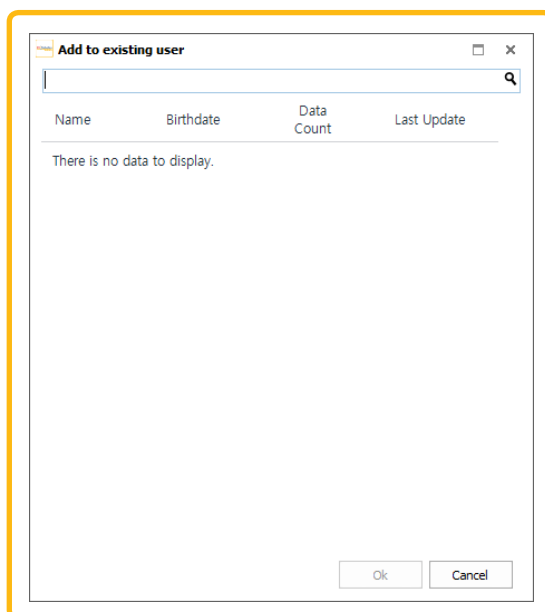 Add to existing user
Name Birthdate Data Count Last Update
There is no data to display.
Ok Cancel